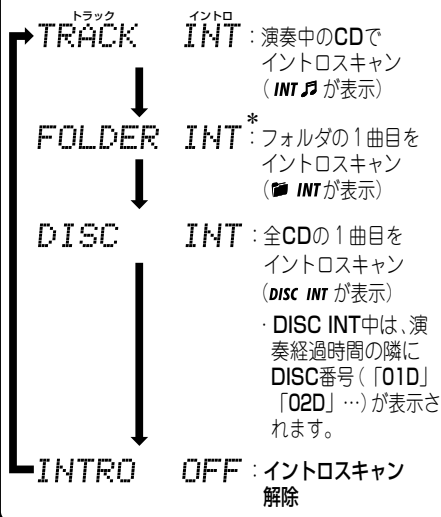 トラック イントロ
TRACK INT : 演奏中のCDで
イントロスキャン
( INT ♫ が表示)
FOLDER INT*: フォルダの1曲目を
イントロスキャン
( INTが表示)
DISC INT : 全CDの1曲目を
イントロスキャン
(DISC INT が表示)
・DISC INT中は、演
奏経過時間の隣に
DISC番号(「01D」
「02D」…)が表示さ
れます。
INTRO OFF : イントロスキャン
解除